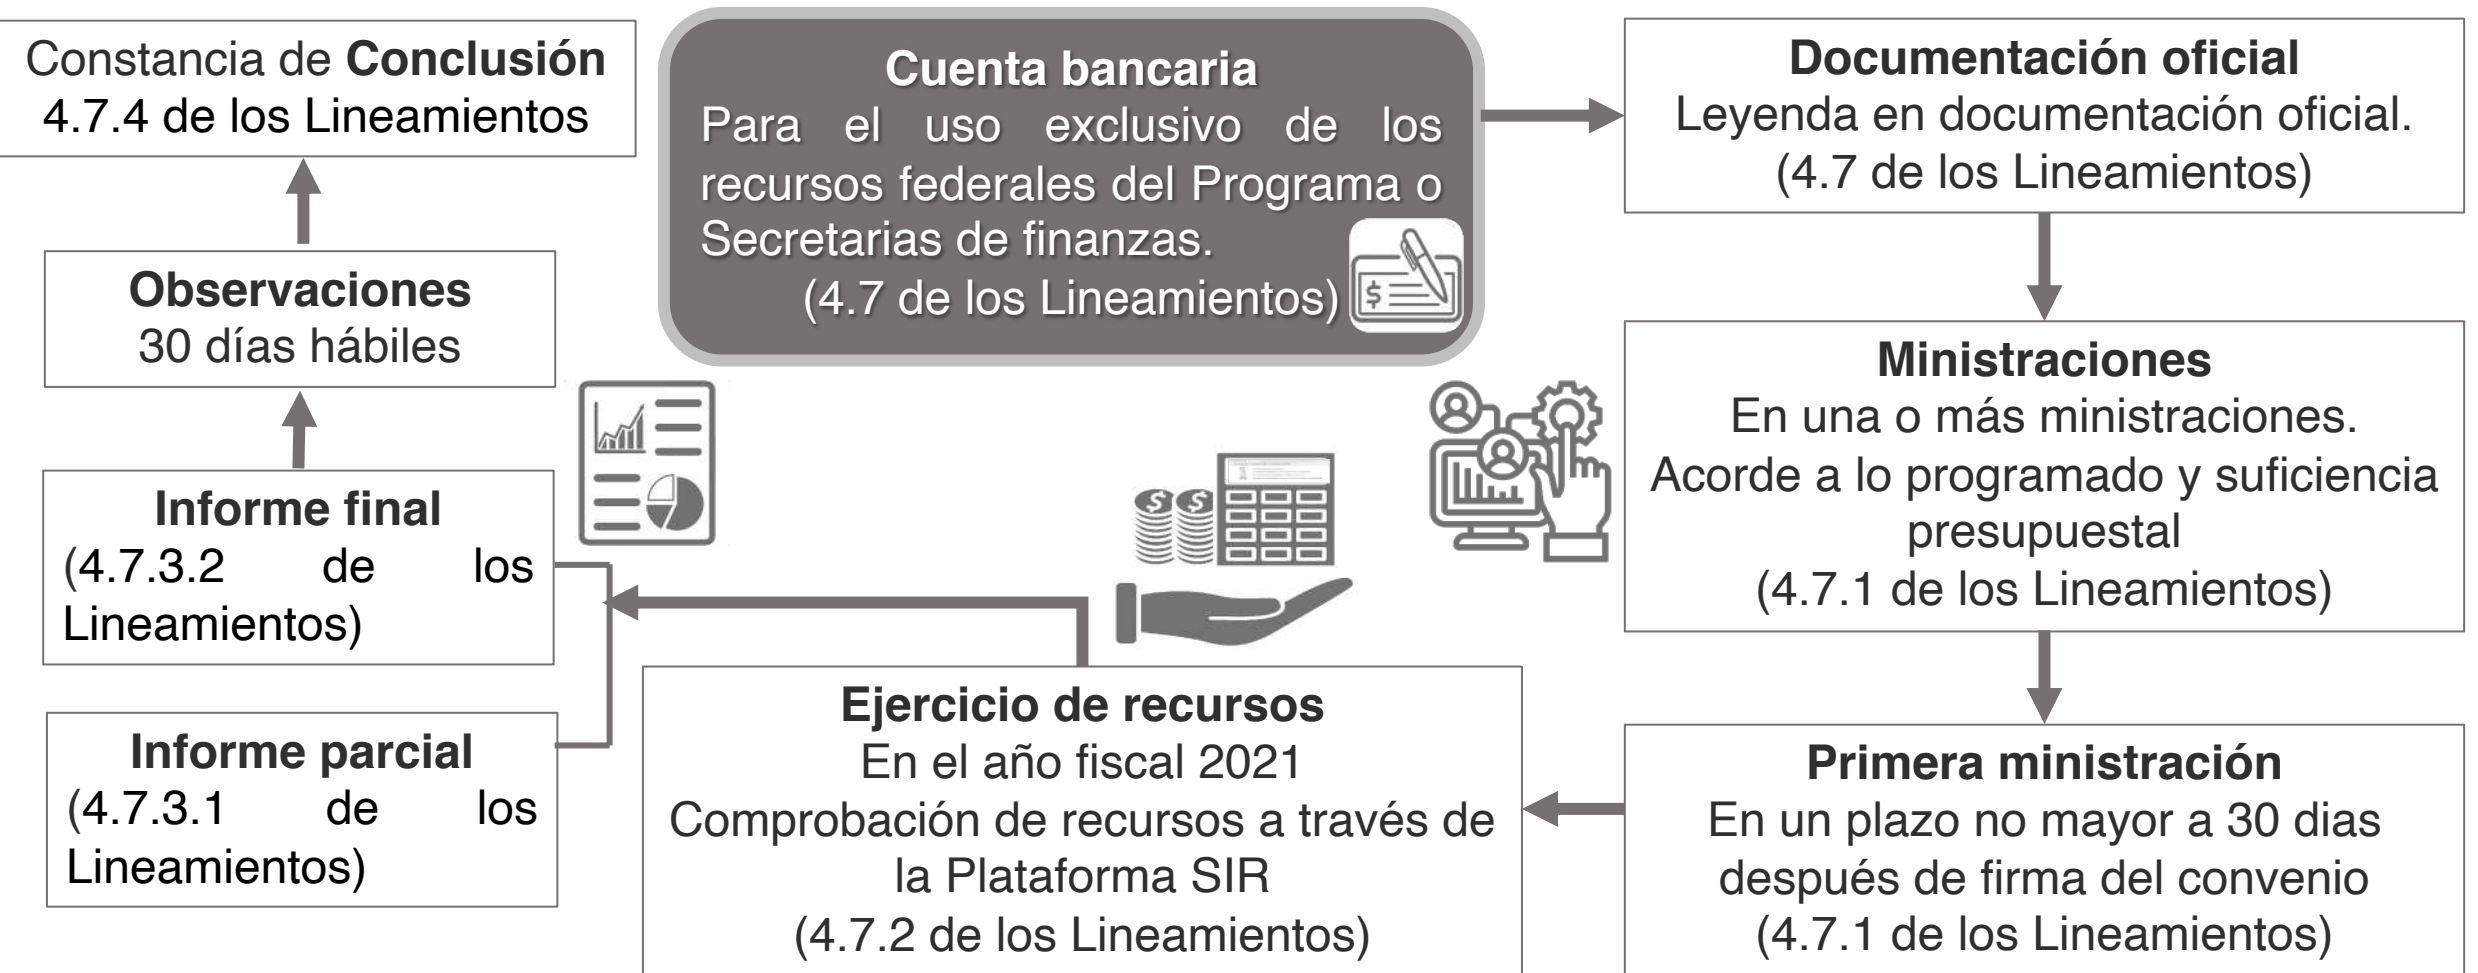 Constancia de Conclusión
4.7.4 de los Lineamientos
Cuenta bancaria
Para el uso exclusivo de los
recursos federales del Programa o
Secretarias de finanzas.
(4.7 de los Lineamientos)
Documentación oficial
Leyenda en documentación oficial.
(4.7 de los Lineamientos)
Observaciones
30 días hábiles
Ministraciones
En una o más ministraciones.
Acorde a lo programado y suficiencia
presupuestal
(4.7.1 de los Lineamientos)
Informe final
(4.7.3.2 de los
Lineamientos)
Informe parcial
(4.7.3.1 de los
Lineamientos)
Ejercicio de recursos
En el año fiscal 2021
Comprobación de recursos a través de
la Plataforma SIR
(4.7.2 de los Lineamientos)
Primera ministración
En un plazo no mayor a 30 dias
después de firma del convenio
(4.7.1 de los Lineamientos)